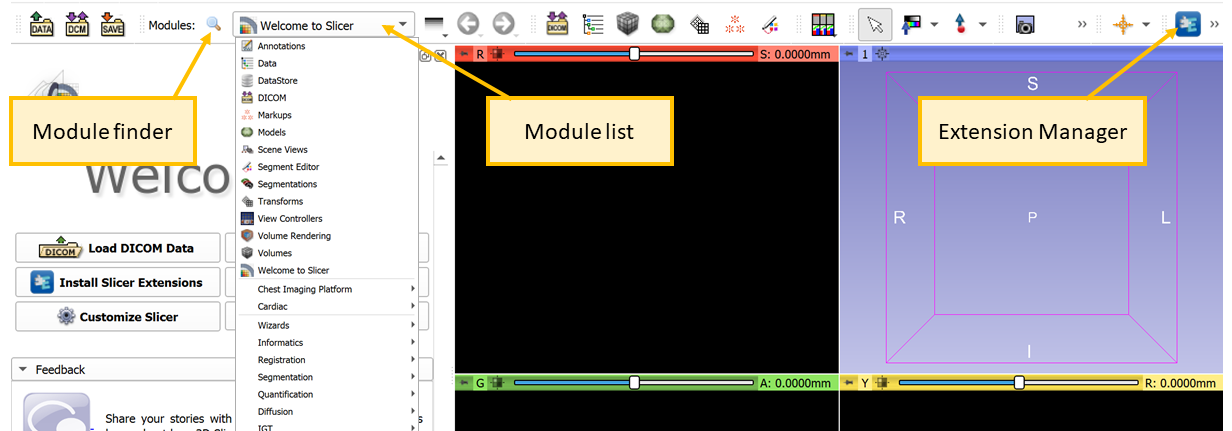 DATA
DCM
SAVE
Modules:
Welcome to Slicer
DICOM
»
»
Annotations
Data
DataStore
DICOM
Markups
Models
Scene Views
Segment Editor
Segmentations
Transforms
View Controllers
Volume Rendering
Volumes
Welcome to Slicer
Chest Imaging Platform
Cardiac
Wizards
Informatics
Registration
Segmentation
Quantification
Diffusion
IGT
Module finder
Module list
Extension Manager
Welco
DICOM
Load DICOM Data
Install Slicer Extensions
Customize Slicer
Feedback
Share your stories with
R
S: 0.0000mm
1
S
R
P
L
I
G
A: 0.0000mm
Y
R: 0.0000mm